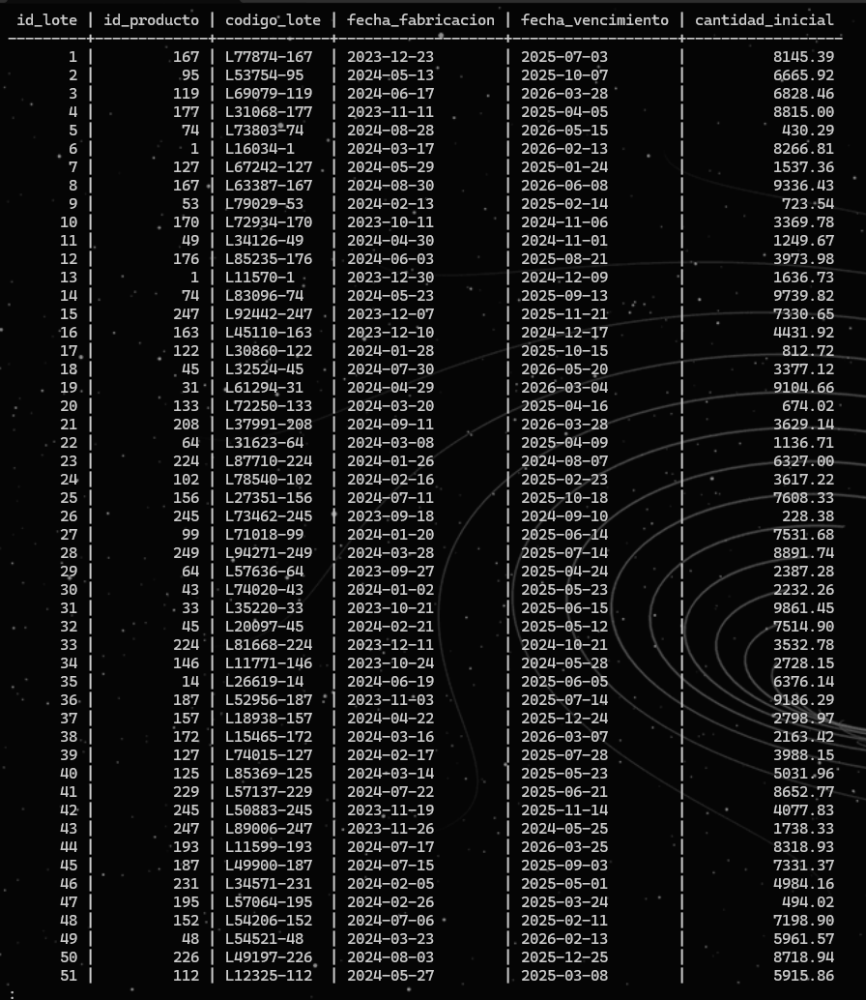 id_lote | id_producto | codigo_lote | fecha_fabricacion | fecha_vencimiento | cantidad_inicial
1 | 167 | L77874-167 | 2023-12-23 | 2025-07-03 | 8145.39
2 | 95 | L53754-95 | 2024-05-13 | 2025-10-07 | 6665.92
3 | 119 | L69079-119 | 2024-06-17 | 2026-03-28 | 6828.46
4 | 177 | L31068-177 | 2023-11-11 | 2025-04-05 | 8815.00
5 | 74 | L73803-74 | 2024-08-28 | 2026-05-15 | 430.29
6 | 1 | L16034-1 | 2024-03-17 | 2026-02-13 | 8266.81
7 | 127 | L67242-127 | 2024-05-29 | 2025-01-24 | 1537.36
8 | 167 | L63387-167 | 2024-08-30 | 2026-06-08 | 9336.43
9 | 53 | L79029-53 | 2024-02-13 | 2025-02-14 | 723.54
10 | 170 | L72934-170 | 2023-10-11 | 2024-11-06 | 3369.78
11 | 49 | L34126-49 | 2024-04-30 | 2024-11-01 | 1249.67
12 | 176 | L85235-176 | 2024-06-03 | 2025-08-21 | 3973.98
13 | 1 | L11570-1 | 2023-12-30 | 2024-12-09 | 1636.73
14 | 74 | L83096-74 | 2024-05-23 | 2025-09-13 | 9739.82
15 | 247 | L92442-247 | 2023-12-07 | 2025-11-21 | 7330.65
16 | 163 | L45110-163 | 2023-12-10 | 2024-12-17 | 4431.92
17 | 122 | L30860-122 | 2024-01-28 | 2025-10-15 | 812.72
18 | 45 | L32524-45 | 2024-07-30 | 2026-05-20 | 3377.12
19 | 31 | L61294-31 | 2024-04-29 | 2026-03-04 | 9104.66
20 | 133 | L72250-133 | 2024-03-20 | 2025-04-16 | 674.02
21 | 208 | L37991-208 | 2024-09-11 | 2026-03-28 | 3629.14
22 | 64 | L31623-64 | 2024-03-08 | 2025-04-09 | 1136.71
23 | 224 | L87710-224 | 2024-01-26 | 2024-08-07 | 6327.00
24 | 102 | L78540-102 | 2024-02-16 | 2025-02-23 | 3617.22
25 | 156 | L27351-156 | 2024-07-11 | 2025-10-18 | 7608.33
26 | 245 | L73462-245 | 2023-09-18 | 2024-09-10 | 228.38
27 | 99 | L71018-99 | 2024-01-20 | 2025-06-14 | 7531.68
28 | 249 | L94271-249 | 2024-03-28 | 2025-07-14 | 8891.74
29 | 64 | L57636-64 | 2023-09-27 | 2025-04-24 | 2387.28
30 | 43 | L74020-43 | 2024-01-02 | 2025-05-23 | 2232.26
31 | 33 | L35220-33 | 2023-10-21 | 2025-06-15 | 9861.45
32 | 45 | L20097-45 | 2024-02-21 | 2025-05-12 | 7514.90
33 | 224 | L81668-224 | 2023-12-11 | 2024-10-21 | 3532.78
34 | 146 | L11771-146 | 2023-10-24 | 2024-05-28 | 2728.15
35 | 14 | L26619-14 | 2024-06-19 | 2025-06-05 | 6376.14
36 | 187 | L52956-187 | 2023-11-03 | 2025-07-14 | 9186.29
37 | 157 | L18938-157 | 2024-04-22 | 2025-12-24 | 2798.97
38 | 172 | L15465-172 | 2024-03-16 | 2026-03-07 | 2163.42
39 | 127 | L74015-127 | 2024-02-17 | 2025-07-28 | 3988.15
40 | 125 | L85369-125 | 2024-03-14 | 2025-05-23 | 5031.96
41 | 229 | L57137-229 | 2024-07-22 | 2025-06-21 | 8652.77
42 | 245 | L50883-245 | 2023-11-19 | 2025-11-14 | 4077.83
43 | 247 | L89006-247 | 2023-11-26 | 2024-05-25 | 1738.33
44 | 193 | L11599-193 | 2024-07-17 | 2026-03-25 | 8318.93
45 | 187 | L49900-187 | 2024-07-15 | 2025-09-03 | 7331.37
46 | 231 | L34571-231 | 2024-02-05 | 2025-05-01 | 4984.16
47 | 195 | L57064-195 | 2024-02-26 | 2025-03-24 | 494.02
48 | 152 | L54206-152 | 2024-07-06 | 2025-02-11 | 7198.90
49 | 48 | L54521-48 | 2024-03-23 | 2026-02-13 | 5961.57
50 | 226 | L49197-226 | 2024-08-03 | 2025-12-25 | 8718.94
51 | 112 | L12325-112 | 2024-05-27 | 2025-03-08 | 5915.86
: